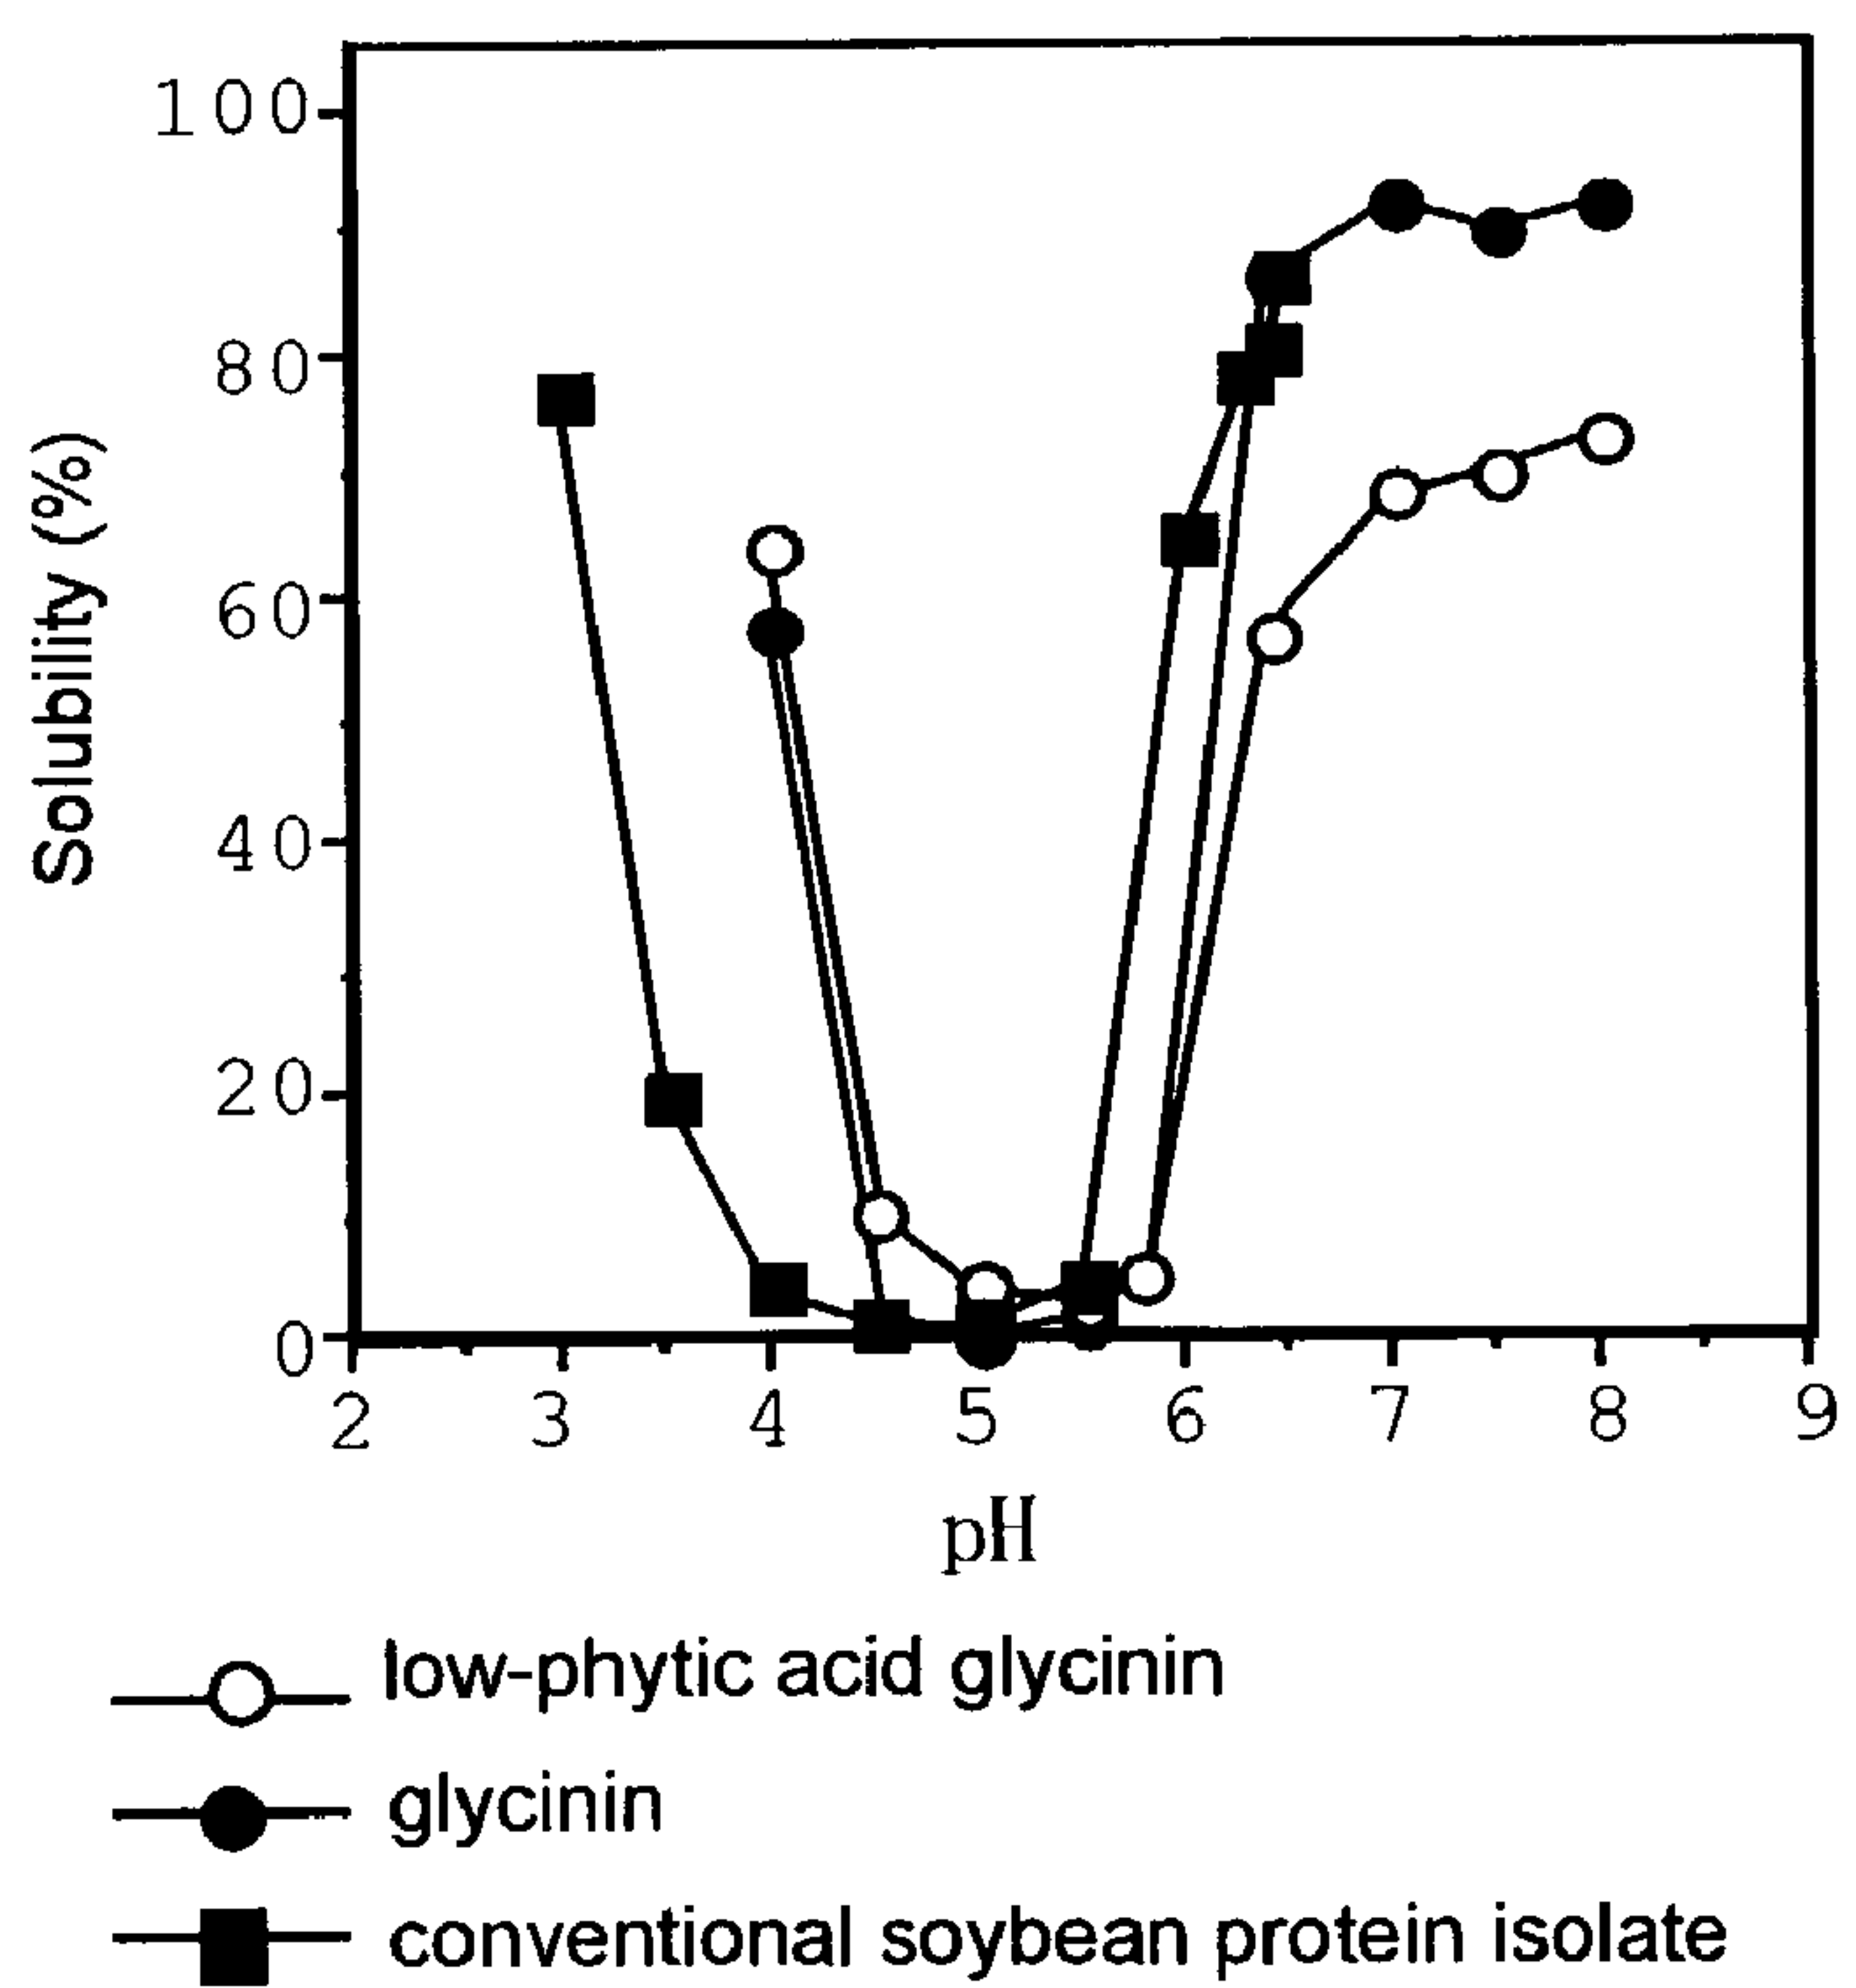 100
80
60
40
20
0
Solubility (%)
2 3 4 5 6 7 8 9
pH
low-phytic acid glycinin
glycinin
conventional soybean protein isolate